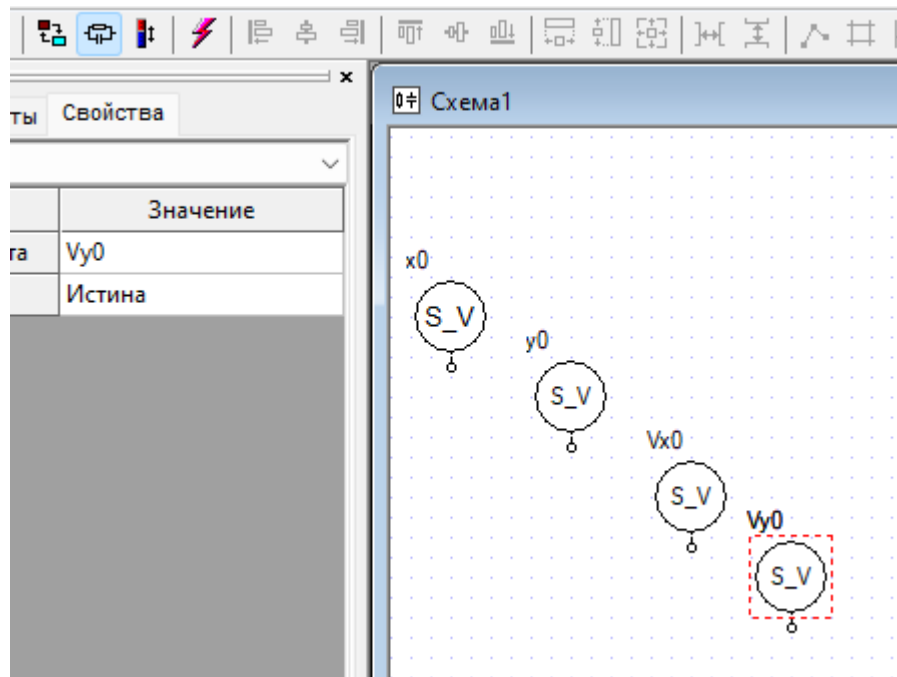 Схема1
ты Свойства
Значение
та Vy0
Истина
x0
S_V
y0
S_V
Vx0
S_V
Vy0
S_V